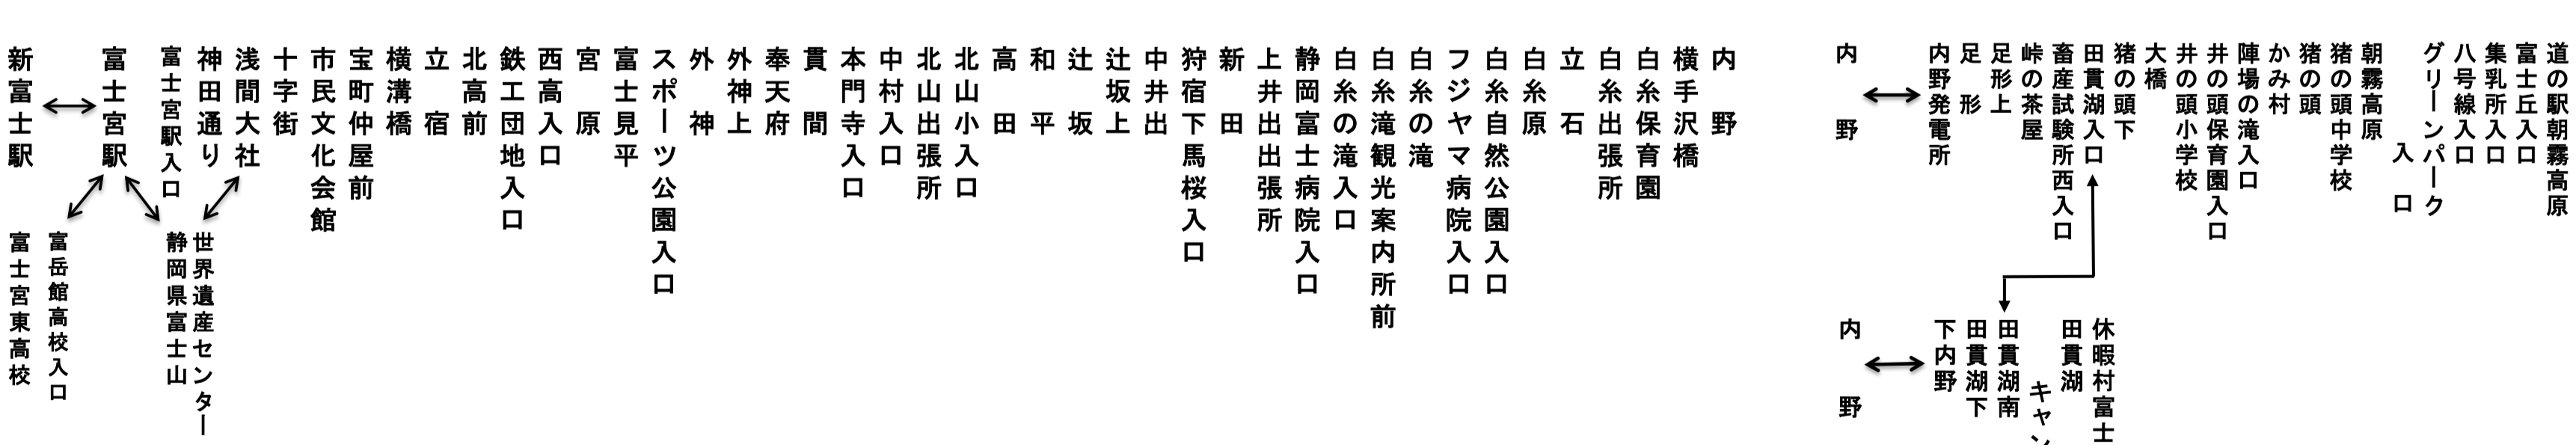 新富士駅
富士宮駅
富士宮駅入口
神田通り
浅間大社
十字街
市民文化会館
宝町仲屋前
横溝橋
立宿
北高前
鉄工団地入口
西高入口
宮原
富士見平
スポーツ公園入口
外神
外神上
奉天府
貫間
本門寺入口
中村入口
北山出張所
北山小入口
高田
和平
辻坂
辻坂上
中井出
狩宿下馬桜入口
新田
上井出出張所
静岡富士病院入口
白糸の滝入口
白糸滝観光案内所前
白糸の滝
フジヤマ病院入口
白糸自然公園入口
白糸原
立石
白糸出張所
白糸保育園
横手沢橋
内野
富士宮東高校
富岳館高校入口
静岡県富士山
世界遺産センター
内野
内野発電所
足形
足形上
峠の茶屋
畜産試験所西入口
田貫湖入口
猪の頭下
大橋
井の頭小学校
井の頭保育園入口
陣場の滝入口
かみ村
猪の頭
猪の頭中学校
朝霧高原
グリーンパーク
入口
八号線入口
集乳所入口
富士丘入口
道の駅朝霧高原
内野
下内野
田貫湖下
田貫湖南
田貫湖
キャン
休暇村富士